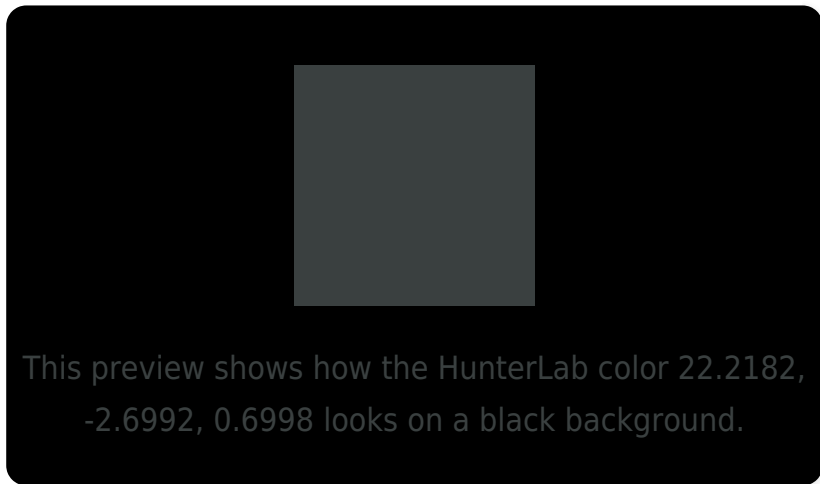 This preview shows how the HunterLab color 22.2182,
-2.6992, 0.6998 looks on a black background.